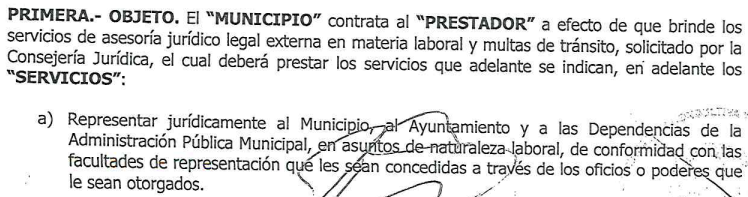 PRIMERA.- OBJETO. El “MUNICIPIO” contrata al “PRESTADOR” a efecto de que brinde los
servicios de asesoría jurídico legal externa en materia laboral y multas de tránsito, solicitado por la
Consejería Jurídica, el cual deberá prestar los servicios que adelante se indican, en adelante los
“SERVICIOS”:
a) Representar jurídicamente al Municipio, al Ayuntamiento y a las Dependencias de la
Administración Pública Municipal, en asuntos de naturaleza laboral, de conformidad con las
facultades de representación que les sean concedidas a través de los oficios o poderes que
le sean otorgados.